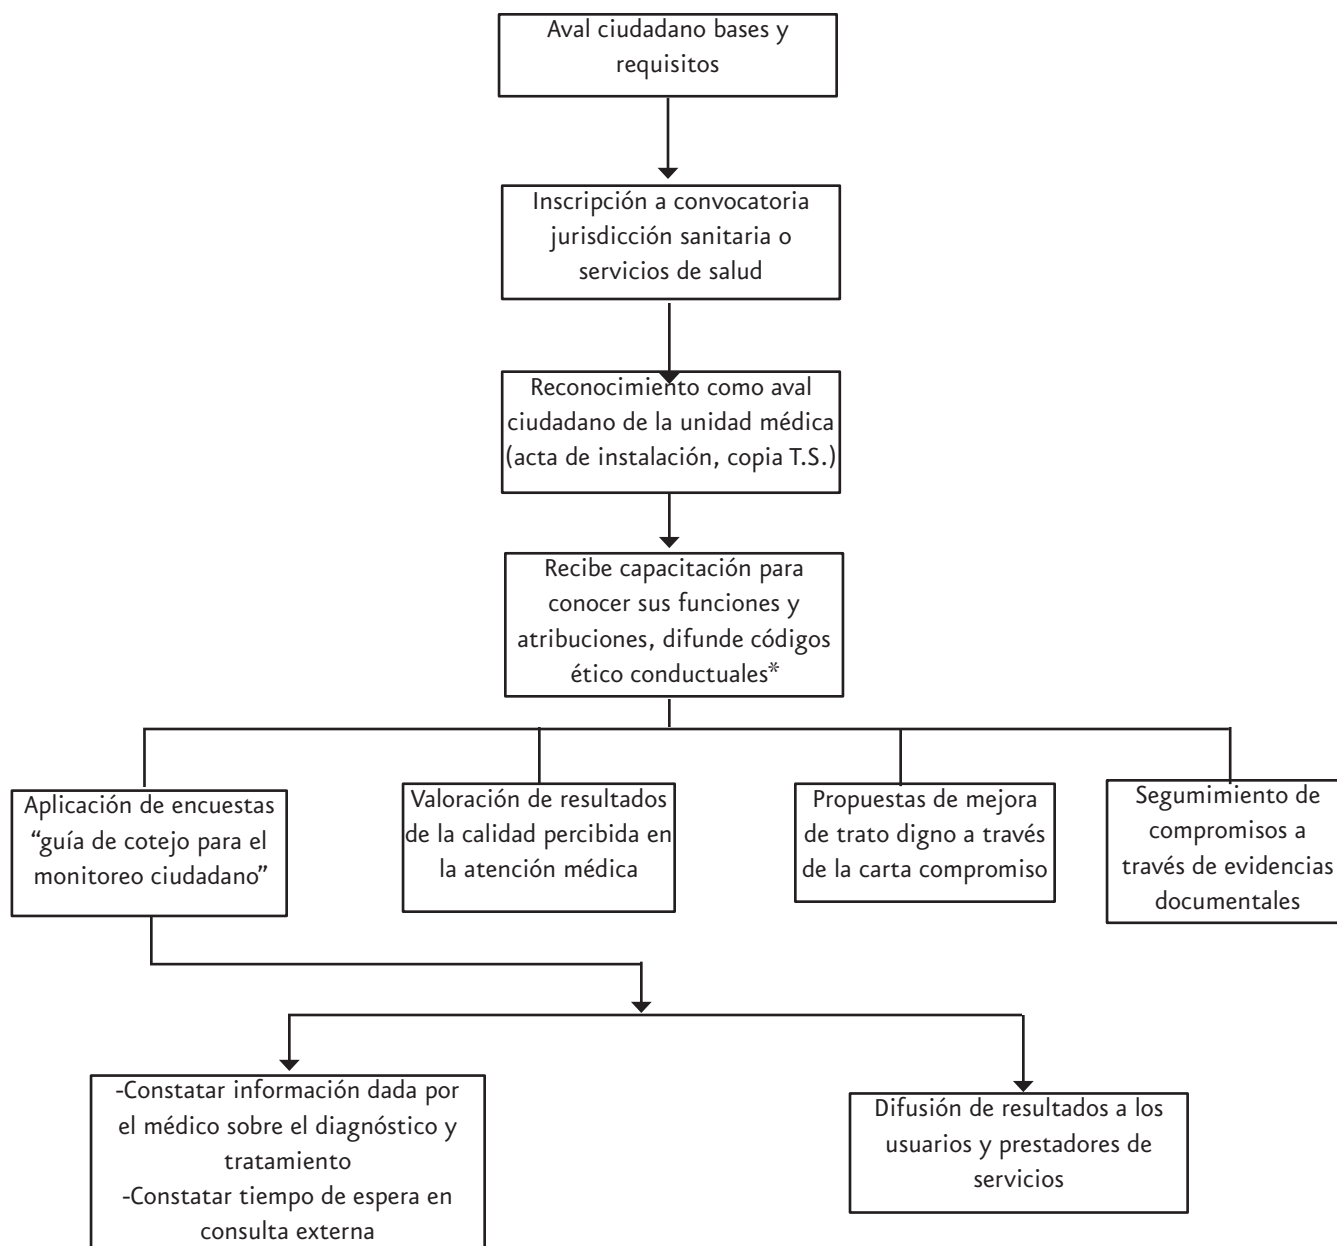 Aval ciudadano bases y
requisitos
Inscripción a convocatoria
jurisdicción sanitaria o
servicios de salud
Reconocimiento como aval
ciudadano de la unidad médica
(acta de instalación, copia T.S.)
Recibe capacitación para
conocer sus funciones y
atribuciones, difunde códigos
ético conductuales*
Aplicación de encuestas
“guía de cotejo para el
monitoreo ciudadano”
Valoración de resultados
de la calidad percibida en
la atención médica
Propuestas de mejora
de trato digno a través
de la carta compromiso
Segumimiento de
compromisos a
través de evidencias
documentales
-Constatar información dada por
el médico sobre el diagnóstico y
tratamiento
-Constatar tiempo de espera en
consulta externa
Difusión de resultados a los
usuarios y prestadores de
servicios